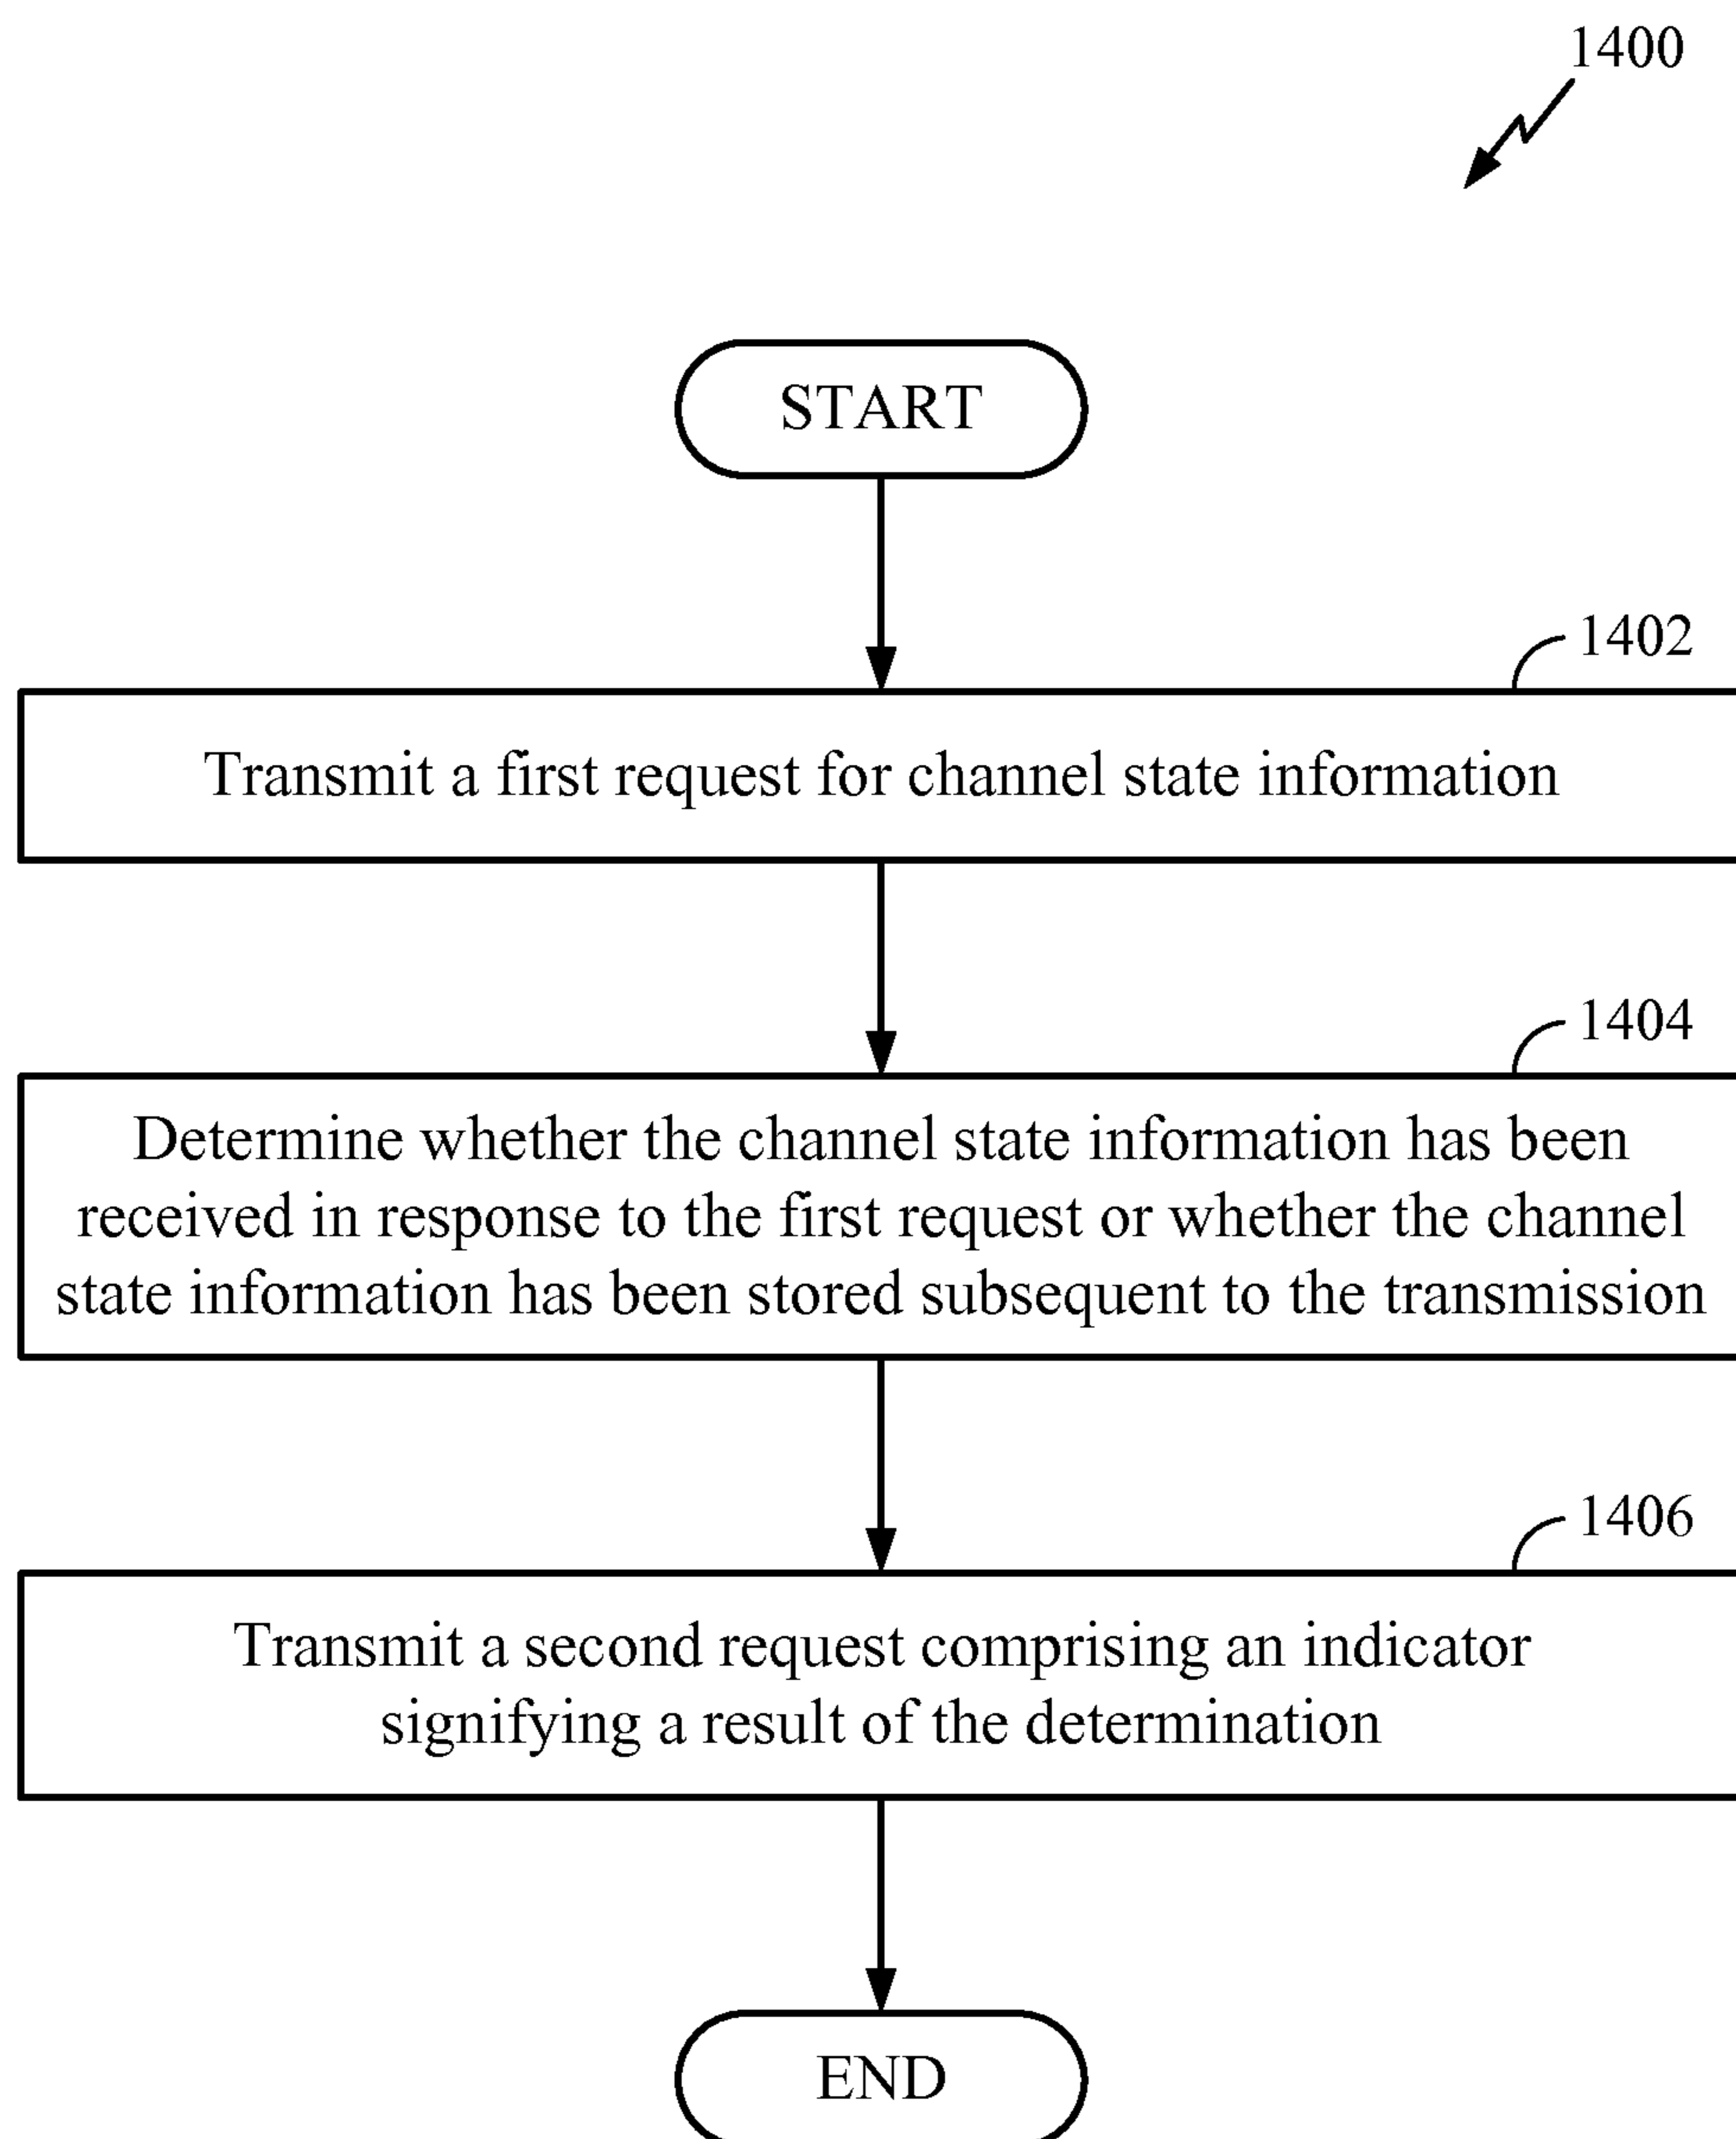 1400
START
1402
Transmit a first request for channel state information
1404
Determine whether the channel state information has been
received in response to the first request or whether the channel
state information has been stored subsequent to the transmission
1406
Transmit a second request comprising an indicator
signifying a result of the determination
END